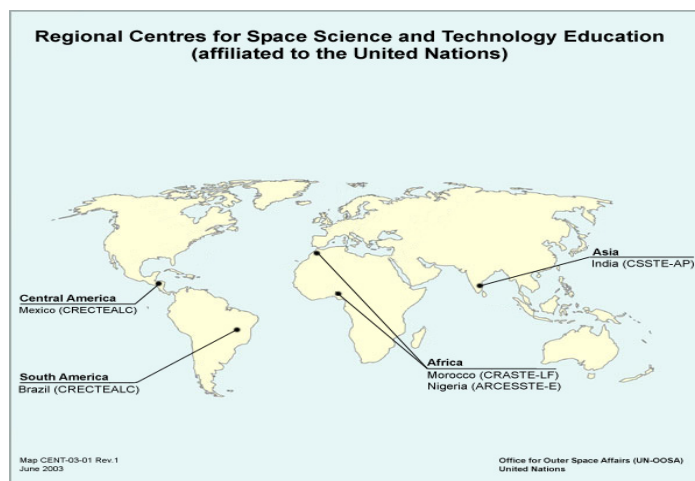 Regional Centres for Space Science and Technology Education
(affiliated to the United Nations)
Asia
India (CSSTE-AP)
Central America
Mexico (CRECTEALC)
South America
Brazil (CRECTEALC)
Africa
Morocco (CRASTE-LF)
Nigeria (ARCESSTE-E)
Map CENT-03-01 Rev.1
June 2003
Office for Outer Space Affairs (UN-OOSA)
United Nations